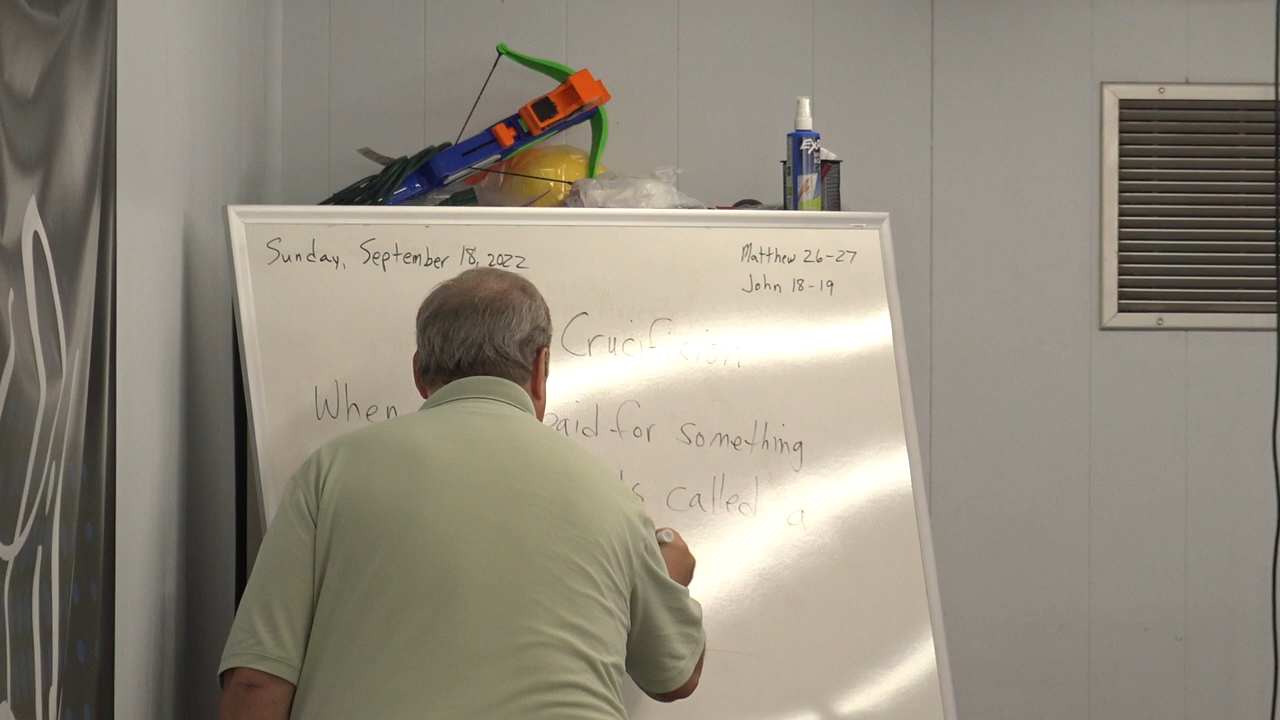 Sunday, September 18, 2022
Matthew 26-27
John 18-19
Crucifixion
When paid for something
's called a